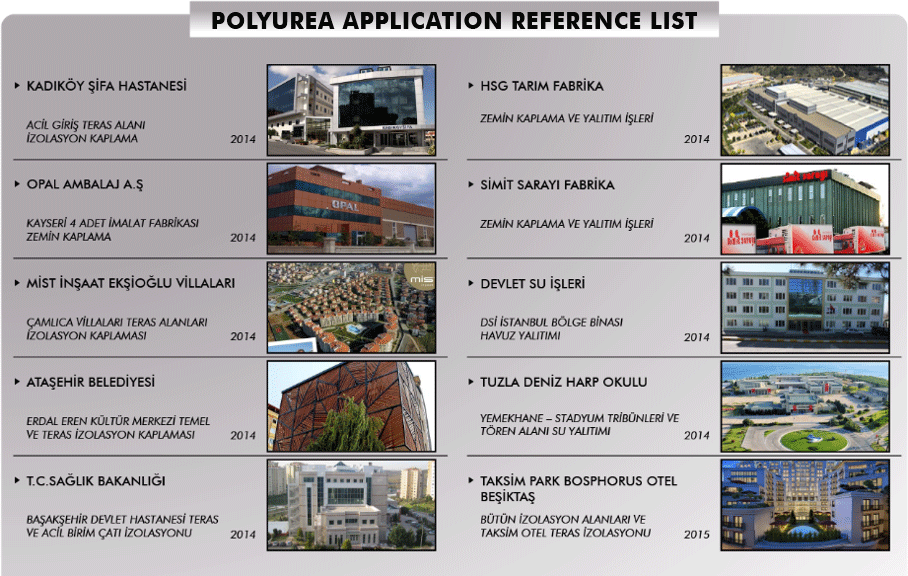 POLYUREA APPLICATION REFERENCE LIST
KADIKÖY ŞİFA HASTANESİ
ACİL GİRİŞ TERAS ALANI
İZOLASYON KAPLAMA
2014
OPAL AMBALAJ A.Ş
KAYSERİ 4 ADET İMALAT FABRİKASI
ZEMİN KAPLAMA
2014
OPAL
MİST İNŞAAT EKŞİOĞLU VİLLALARI
ÇAMLICA VİLLALARI TERAS ALANLARI
İZOLASYON KAPLAMASI
2014
mis
ATAŞEHİR BELEDİYESİ
ERDAL EREN KÜLTÜR MERKEZİ TEMEL
VE TERAS İZOLASYON KAPLAMASI
2014
T.C.SAĞLIK BAKANLIĞI
BAŞAKŞEHİR DEVLET HASTANESİ TERAS
VE ACİL BİRİM ÇATI İZOLASYONU
2014
HSG TARIM FABRİKA
ZEMİN KAPLAMA VE YALITIM İŞLERİ
2014
SİMİT SARAYI FABRİKA
ZEMİN KAPLAMA VE YALITIM İŞLERİ
2014
simit sarayı
DEVLET SU İŞLERİ
DSİ İSTANBUL BÖLGE BİNASI
HAVUZ YALITIMI
2014
TUZLA DENİZ HARP OKULU
YEMEKHANE – STADYUM TRİBÜNLERİ VE
TÖREN ALANI SU YALITIMI
2014
TAKSİM PARK BOSPHORUS OTEL
BEŞİKTAŞ
BÜTÜN İZOLASYON ALANLARI VE
TAKSİM OTEL TERAS İZOLASYONU
2015